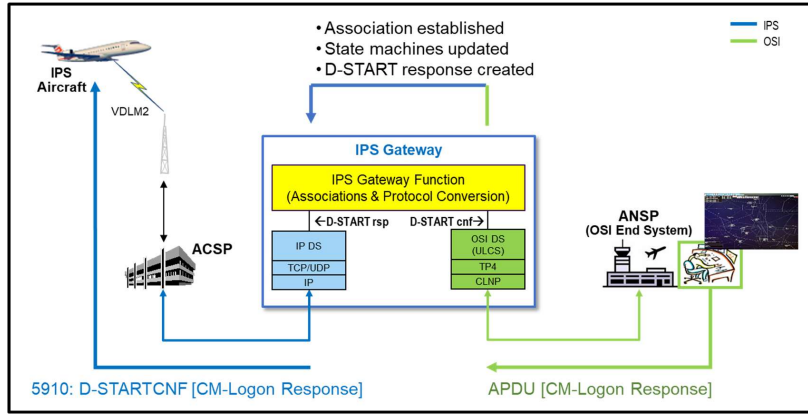 • Association established
• State machines updated
• D-START response created
IPS
OSI
IPS
Aircraft
VDLM2
IPS Gateway
IPS Gateway Function
(Associations & Protocol Conversion)
←D-START rsp
D-START cnf→
IP DS
TCP/UDP
IP
OSI DS
(ULCS)
TP4
CLNP
ACSP
ANSP
(OSI End System)
5910: D-STARTCNF [CM-Logon Response]
APDU [CM-Logon Response]